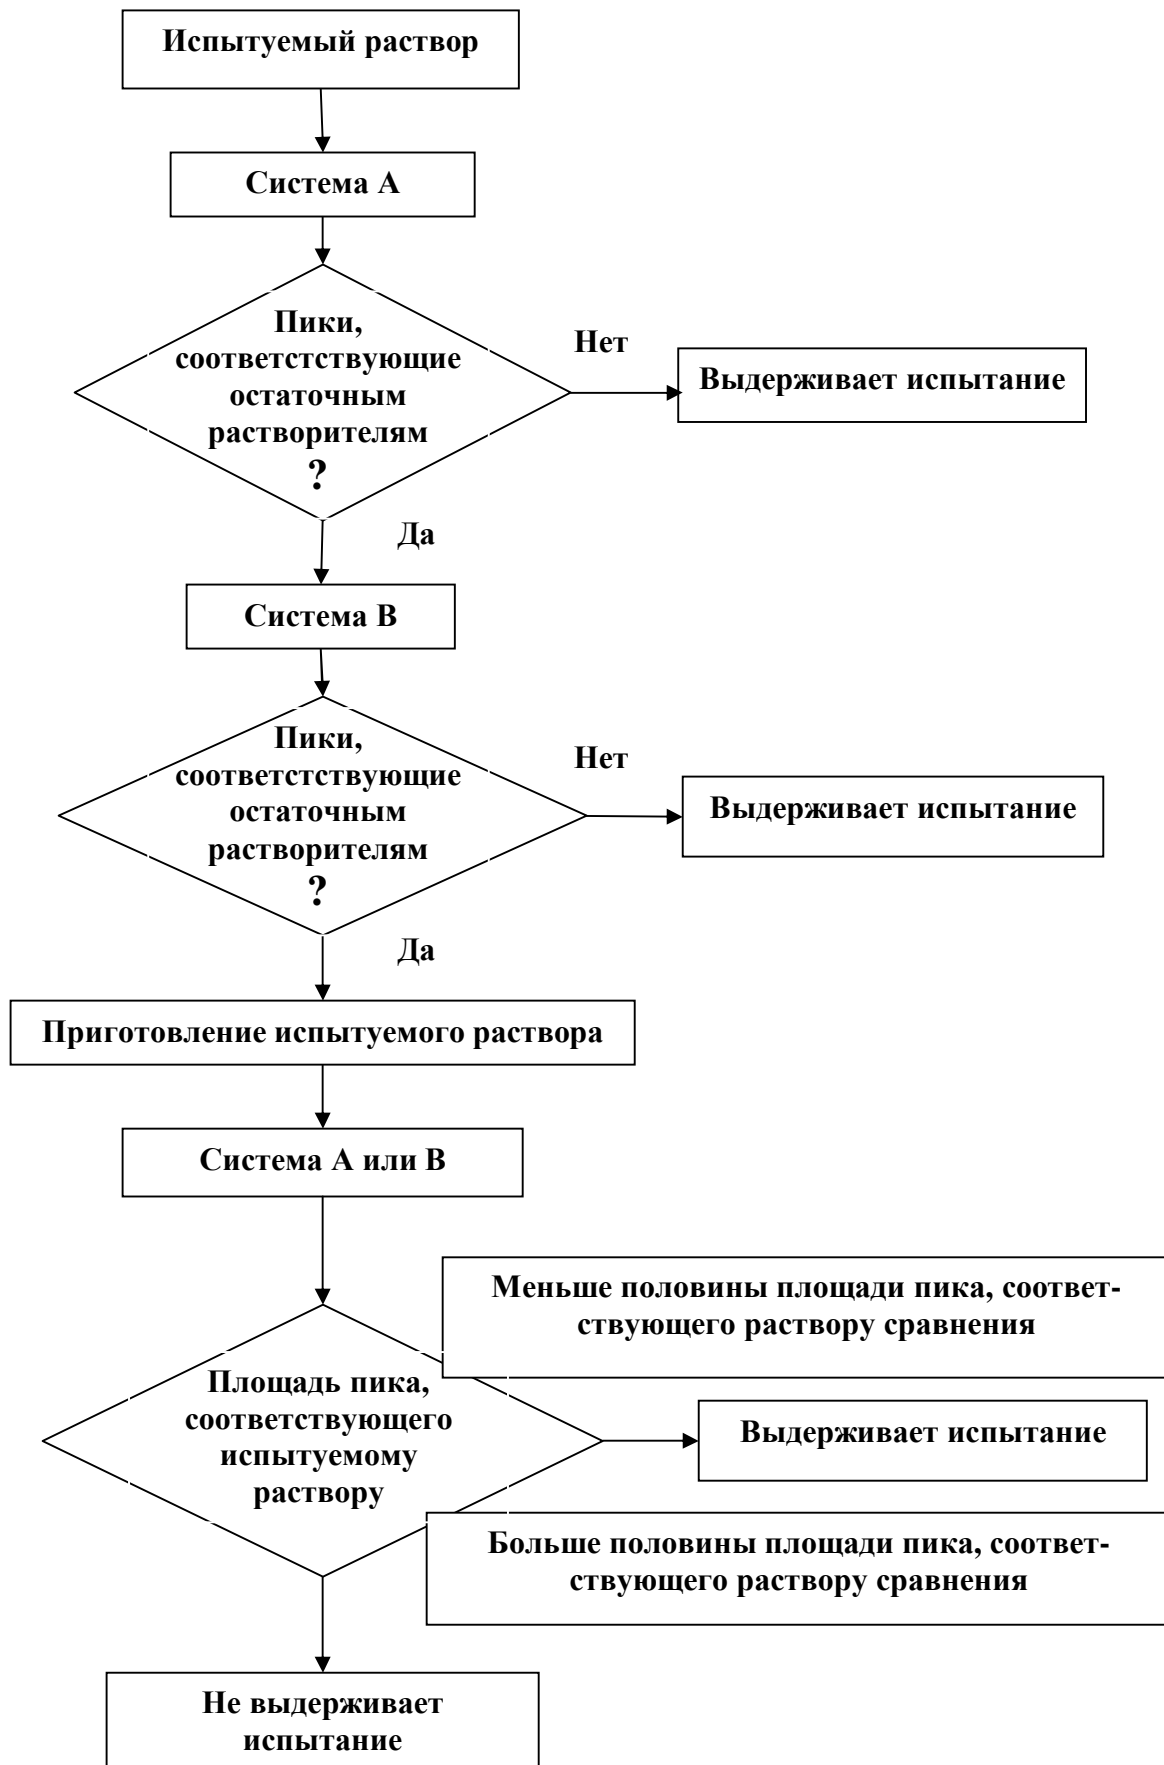 Испытуемый раствор
Система А
Пики,
соответстствующие
остаточным
растворителям
?
Нет
Выдерживает испытание
Да
Система В
Пики,
соответстствующие
остаточным
растворителям
?
Нет
Выдерживает испытание
Да
Приготовление испытуемого раствора
Система А или В
Меньше половины площади пика, соответ-
ствующего раствору сравнения
Площадь пика,
соответствующего
испытуемому
раствору
Выдерживает испытание
Больше половины площади пика, соответ-
ствующего раствору сравнения
Не выдерживает
испытание